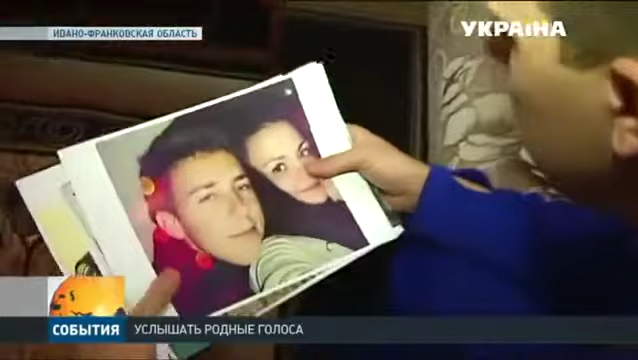 ИВАНО-ФРАНКОВСКАЯ ОБЛАСТЬ
УКРАЇНА
СОБЫТИЯ
УСЛЫШАТЬ РОДНЫЕ ГОЛОСА